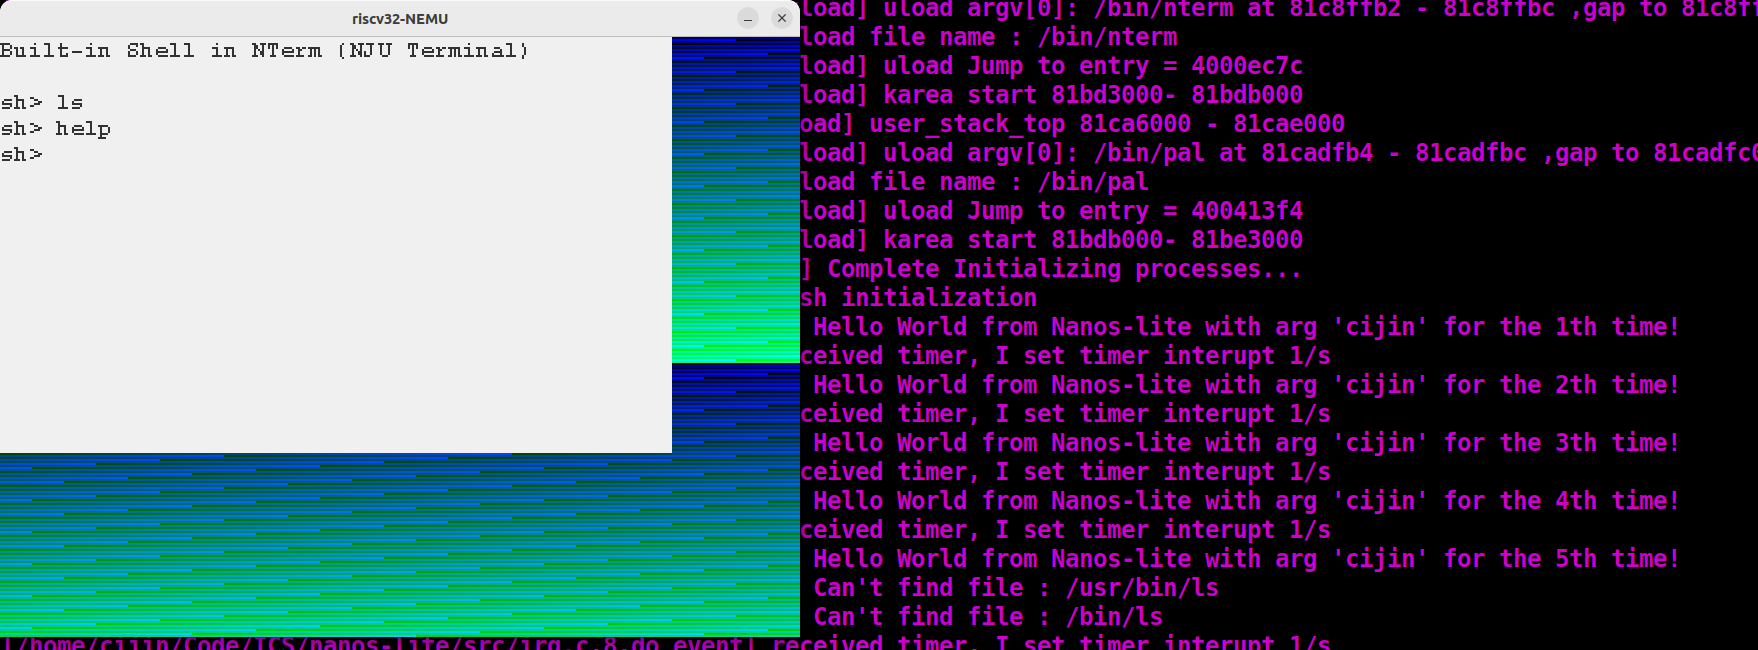 riscv32-NEMU
Built-in Shell in NTerm (NJU Terminal)
sh> ls
sh> help
sh>
load] uload argv[0]: /bin/nterm at 81c8ffb2 - 81c8ffbc ,gap to
load file name : /bin/nterm
load] uload Jump to entry = 4000ec7c
load] karea start 81bd3000- 81bdb000
oad] user_stack_top 81ca6000 - 81cae000
load] uload argv[0]: /bin/pal at 81cadfb4 - 81cadfbc ,gap to 81cadfc0
load file name : /bin/pal
load] uload Jump to entry = 400413f4
load] karea start 81bdb000- 81be3000
] Complete Initializing processes...
sh initialization
Hello World from Nanos-lite with arg 'cijin' for the 1th time!
ceived timer, I set timer interupt 1/s
Hello World from Nanos-lite with arg 'cijin' for the 2th time!
ceived timer, I set timer interupt 1/s
Hello World from Nanos-lite with arg 'cijin' for the 3th time!
ceived timer, I set timer interupt 1/s
Hello World from Nanos-lite with arg 'cijin' for the 4th time!
ceived timer, I set timer interupt 1/s
Hello World from Nanos-lite with arg 'cijin' for the 5th time!
Can't find file : /usr/bin/ls
Can't find file : /bin/ls
[/home/cijin/Code/ICS/nanos-lite/src/irq.c,8,do_event] received timer, I set timer interupt 1/s